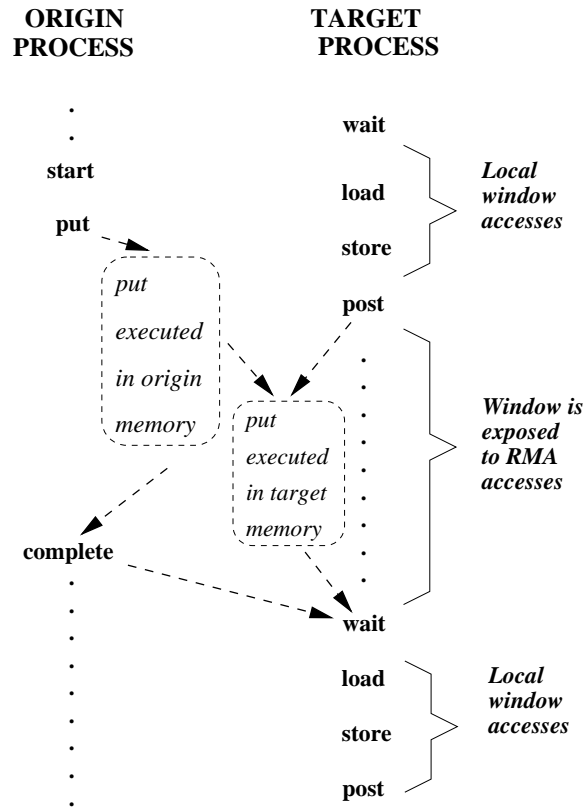 ORIGIN
PROCESS
TARGET
PROCESS
wait
start
load
put
store
Local
window
accesses
put
executed
in origin
memory
post
put
executed
in target
memory
Window is
exposed
to RMA
accesses
complete
wait
load
store
post
Local
window
accesses